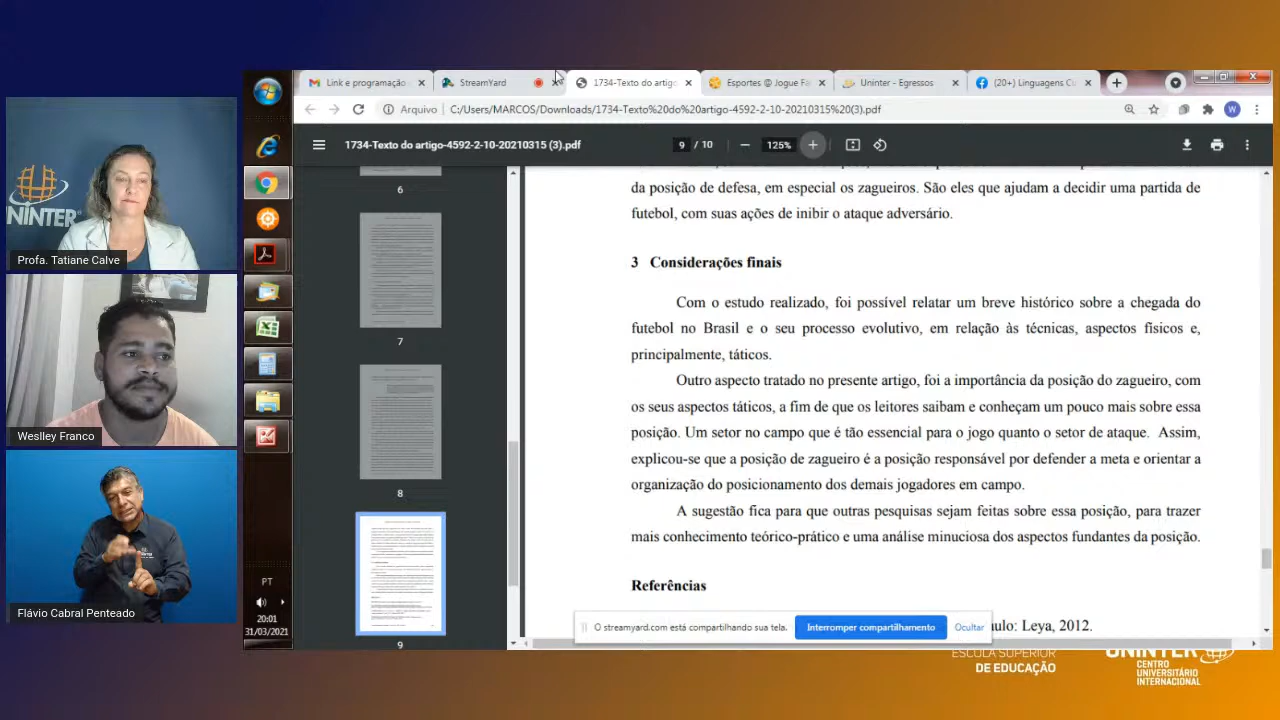 Link e programação
StreamYard
1734-Texto do artigo
Esportes @ Jogue Fa
Uninter - Egressos
(20+) Linguagens Cu
Arquivo
C:/Users/MARCOS/Downloads/1734-Texto%20do%20artigo-4592-2-10-20210315%20(3).pdf
W
1734-Texto do artigo-4592-2-10-20210315 (3).pdf
9 / 10
125%
6
7
8
9
da posição de defesa, em especial os zagueiros. São eles que ajudam a decidir uma partida de
futebol, com suas ações de inibir o ataque adversário.
3 Considerações finais
Com o estudo realizado, foi possível relatar um breve histórico sobre a chegada do
futebol no Brasil e o seu processo evolutivo, em relação às técnicas, aspectos físicos e,
principalmente, táticos.
Outro aspecto tratado no presente artigo, foi a importância da posição do zagueiro, com
os seus aspectos táticos, a fim de que os leitores saibam e conheçam um pouco mais sobre essa
posição. Um setor no campo que é tão essencial para o jogo quanto o setor de ataque. Assim,
explicou-se que a posição de zagueiro é a posição responsável por defender a meta e orientar a
organização do posicionamento dos demais jogadores em campo.
A sugestão fica para que outras pesquisas sejam feitas sobre essa posição, para trazer
mais conhecimento teórico-prático e uma análise minuciosa dos aspectos fundantes da posição.
Referências
aulo: Leya, 2012.
O streamyard.com está compartilhando sua tela.
Interromper compartilhamento
Ocultar
UNINTER
Profa. Tatiane Calve
Weslley Franco
Flávio Cabral Penteado
PT
20:01
31/03/2021
ESCOLA SUPERIOR
DE EDUCAÇÃO
UNINTER
CENTRO
UNIVERSITÁRIO
INTERNACIONAL